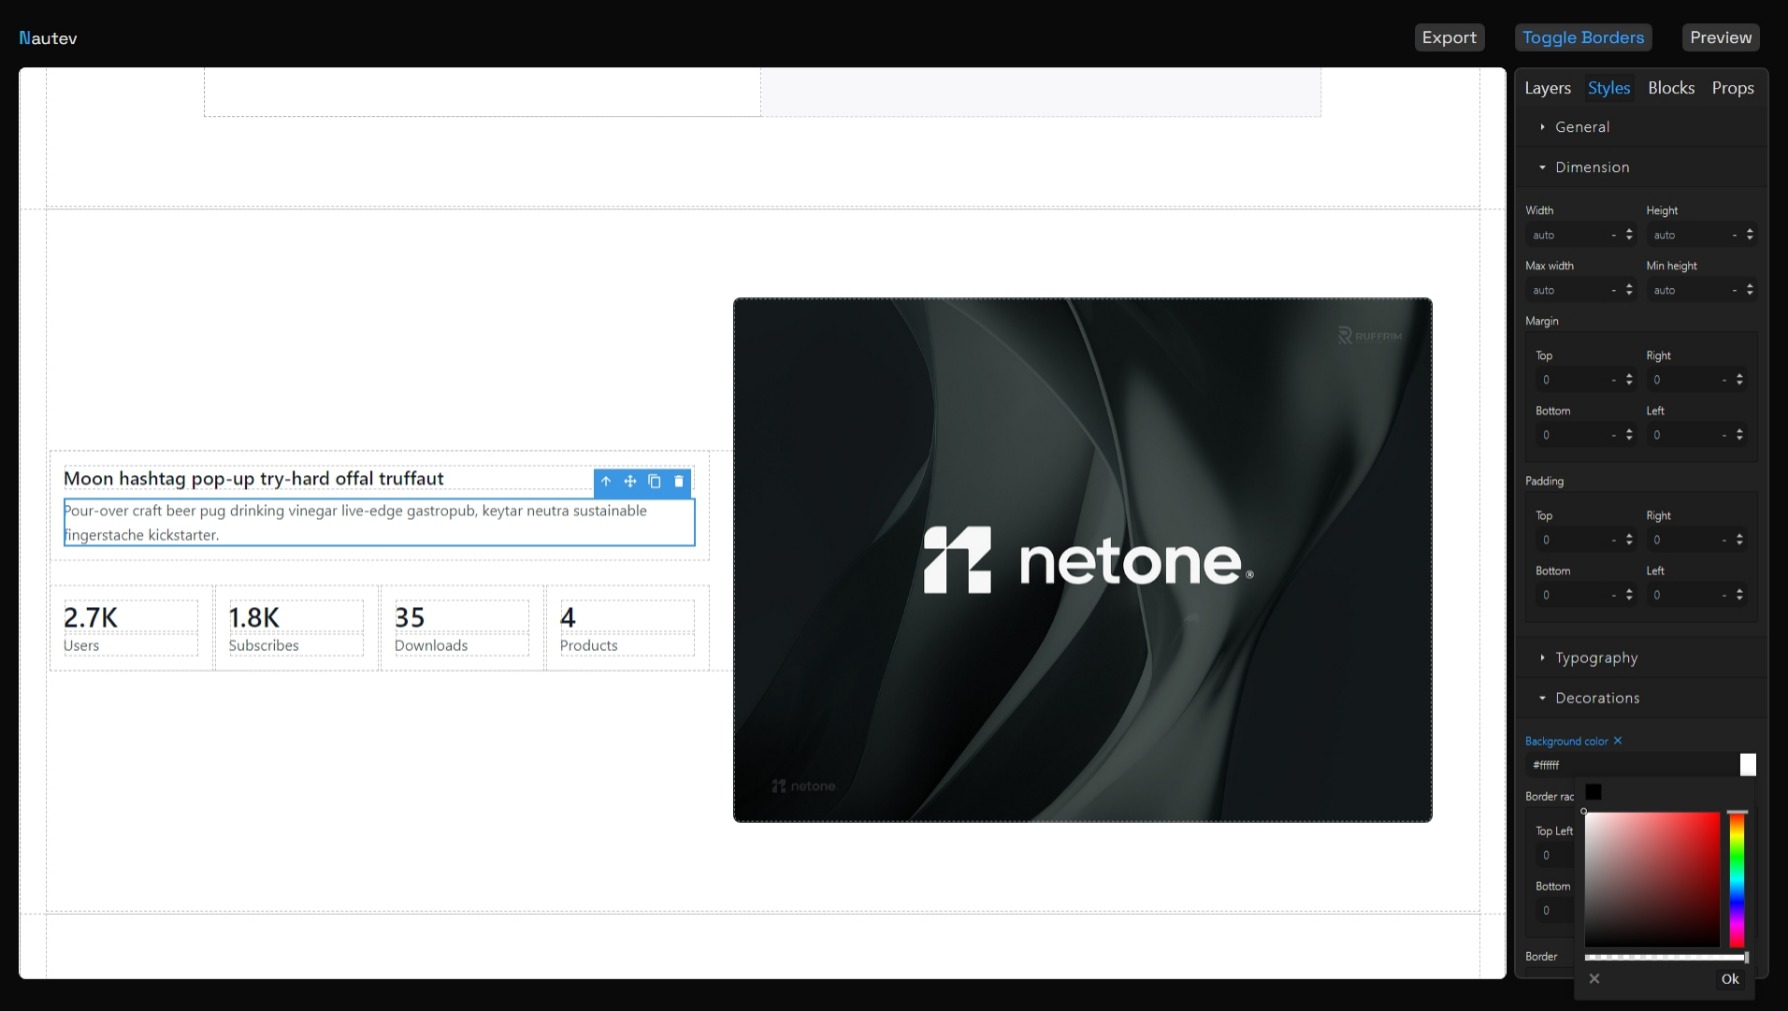 Nautev
Export
Toggle Borders
Preview
Layers
Styles
Blocks
Props
General
Dimension
Width
Height
auto
-
auto
-
Max width
Min height
auto
-
auto
-
Margin
Top
Right
0
-
0
-
Bottom
Left
0
-
0
-
Padding
Top
Right
0
-
0
-
Bottom
Left
0
-
0
-
Typography
Decorations
Background color ×
#ffffff
Border rac
Top Left
0
Bottom
0
Border
×
Ok
Moon hashtag pop-up try-hard offal truffaut
Pour-over craft beer pug drinking vinegar live-edge gastropub, keytar neutra sustainable
fingerstache kickstarter.
2.7K
Users
1.8K
Subscribes
35
Downloads
4
Products
RUFFRIM
netone®
netone